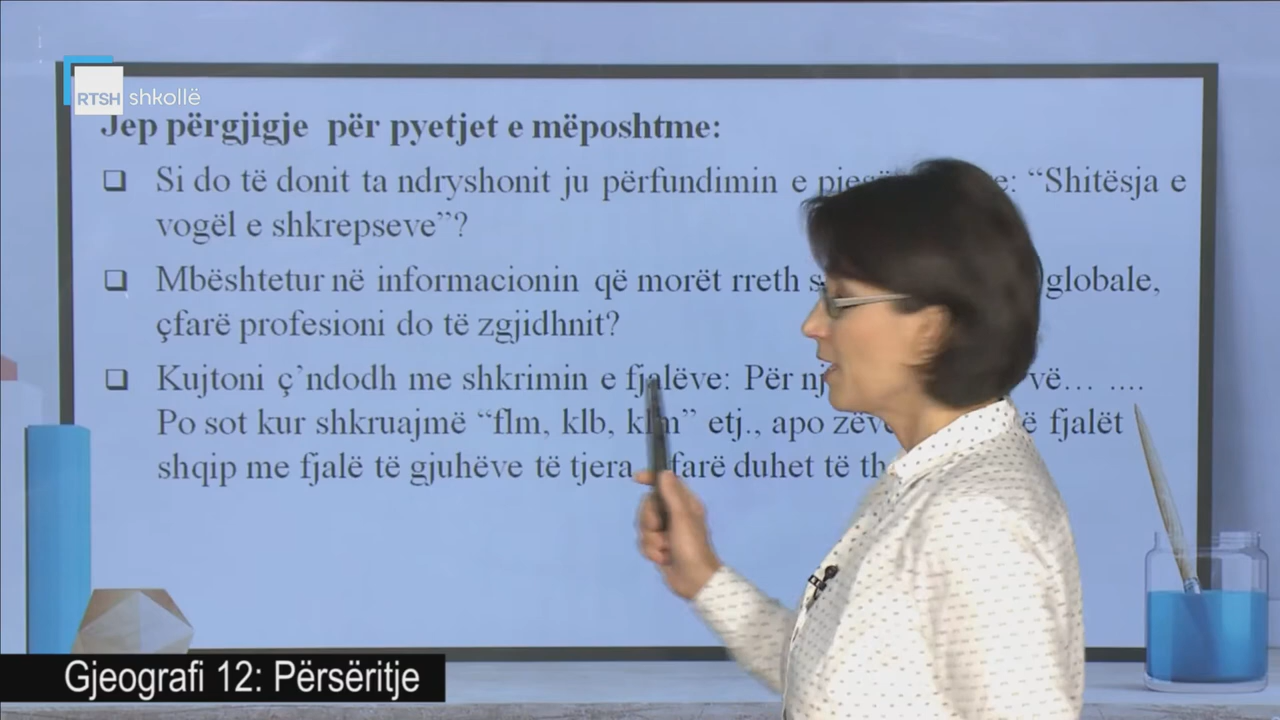 RTSH shkollë
Jep përgjigje për pyetjet e mëposhtme:
Si do të donit ta ndryshonit ju përfundimin e “Shitësja e
vogël e shkrepseve”?
Mbështetur në informacionin që morët rreth globale,
çfarë profesioni do të zgjidhnit?
Kujtoni ç’ndodh me shkrimin e fjalëve: Për vë… ….
Po sot kur shkruajmë “flm, klb, klm” etj., apo fjalët
shqip me fjalë të gjuhëve të tjera duhet të
Gjeografi 12: Përsëritje